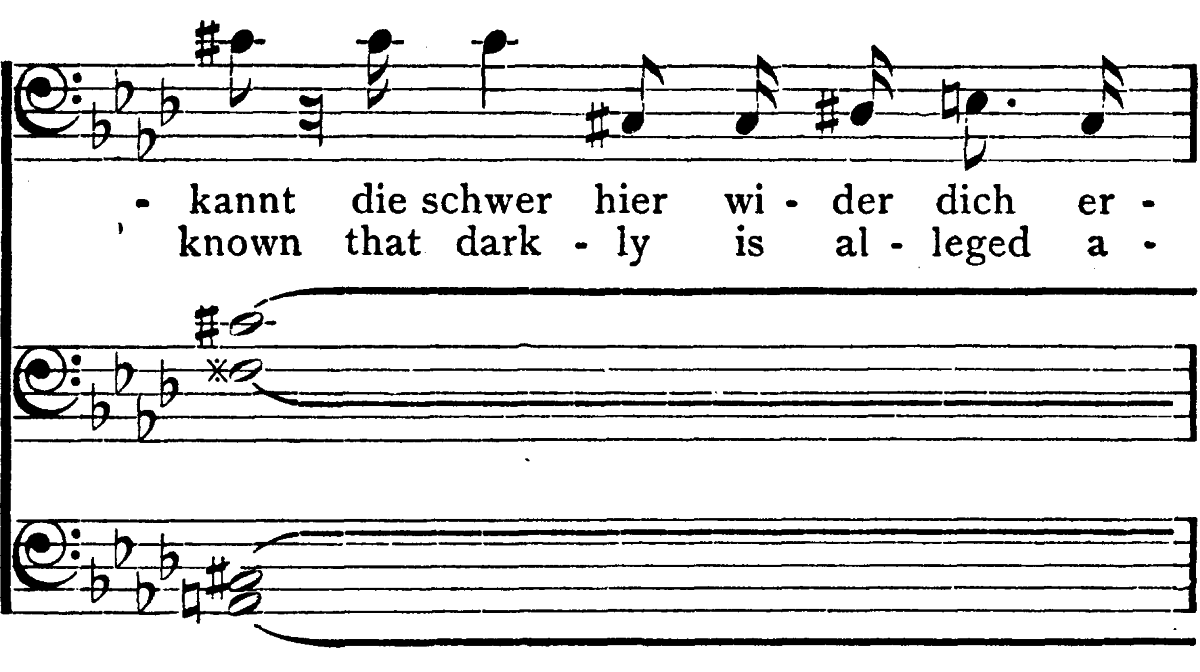 - kannt die schwer hier wi - der dich er -
known that dark - ly is al - leged a -